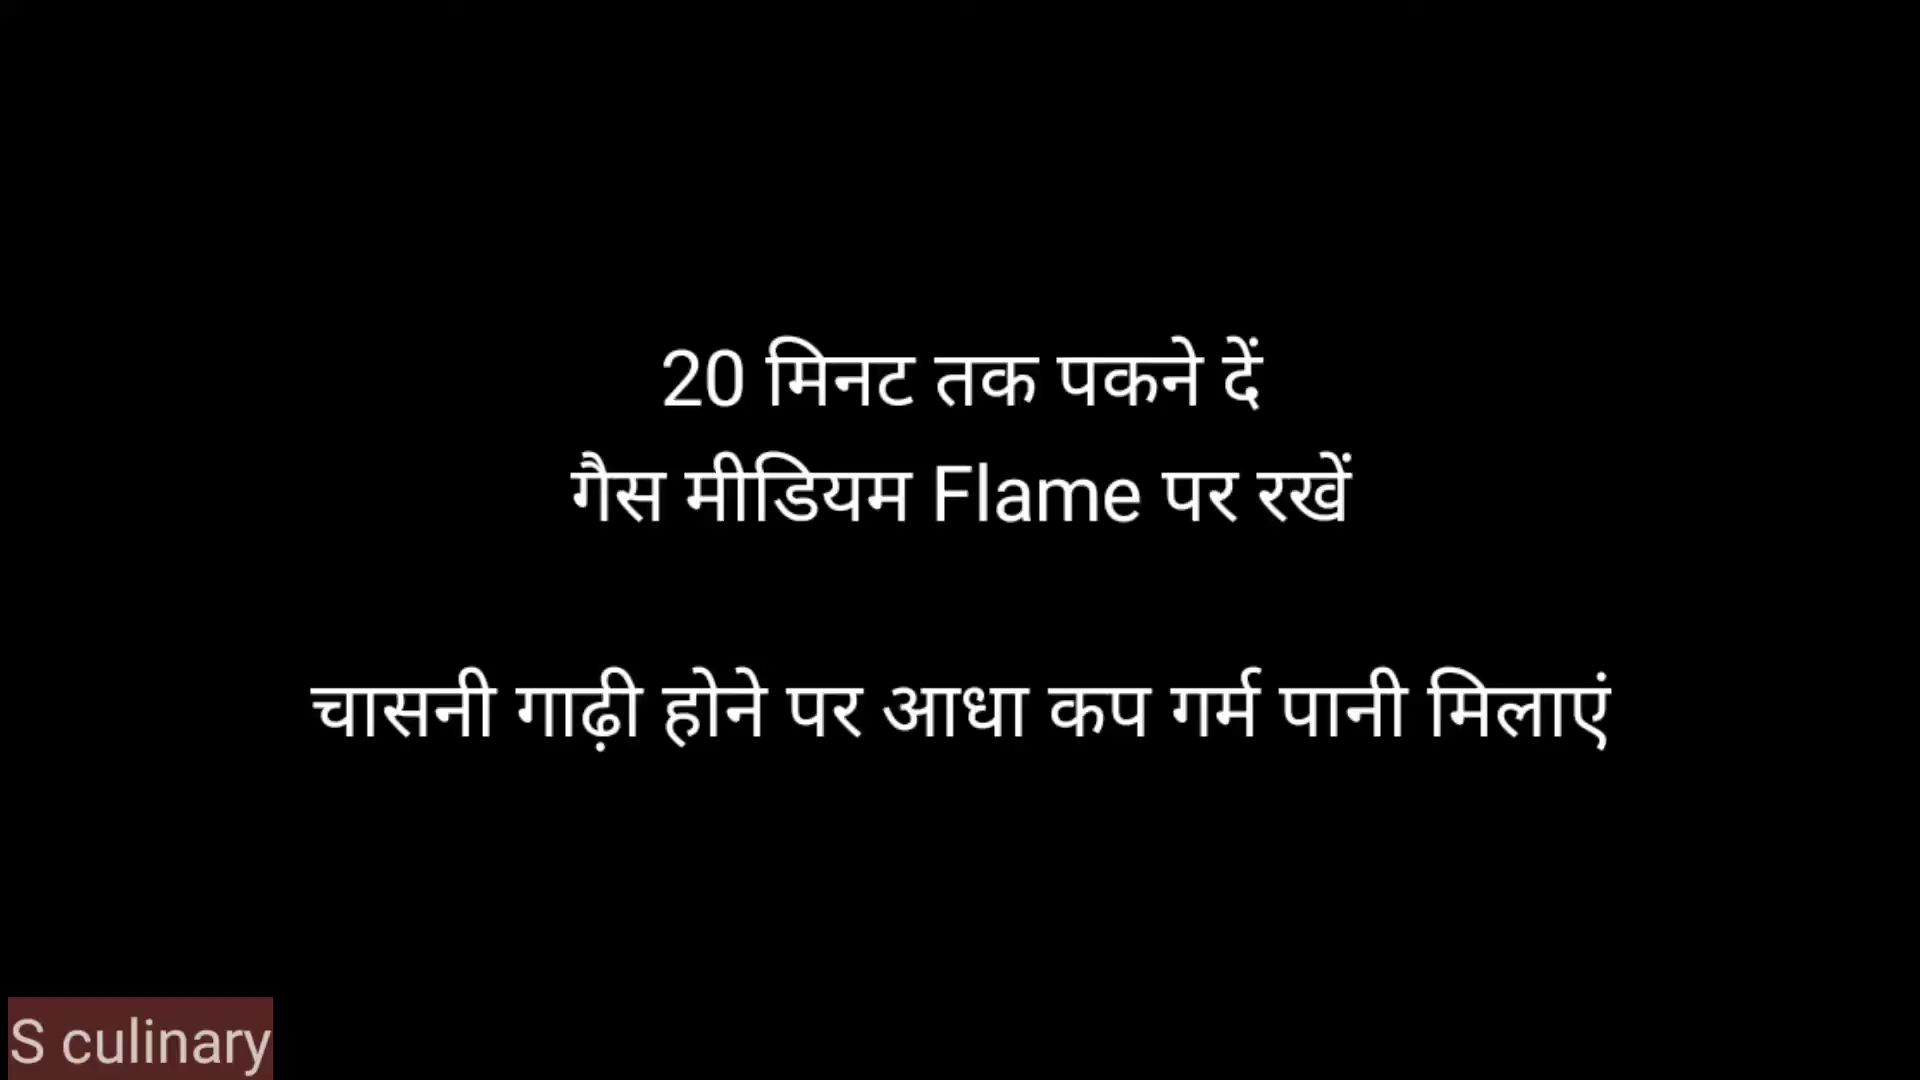 20 मिनट तक पकने दें
गैस मीडियम Flame पर रखें
चासनी गाढ़ी होने पर आधा कप गर्म पानी मिलाएं
S culinary